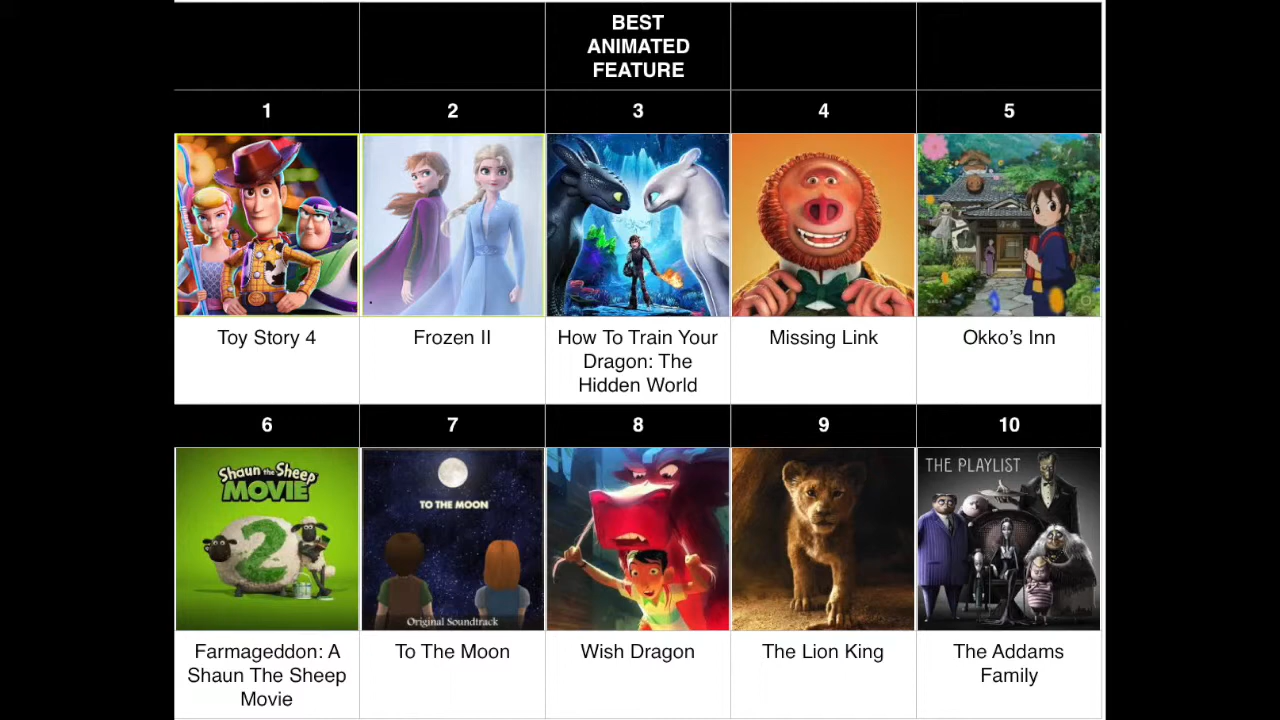 BEST
ANIMATED
FEATURE
1 2 3 4 5
Toy Story 4
Frozen II
How To Train Your
Dragon: The
Hidden World
Missing Link
Okko’s Inn
6 7 8 9 10
Shaun the Sheep
MOVIE
2
TO THE MOON
Original Soundtrack
THE PLAYLIST
Farmageddon: A
Shaun The Sheep
Movie
To The Moon
Wish Dragon
The Lion King
The Addams
Family